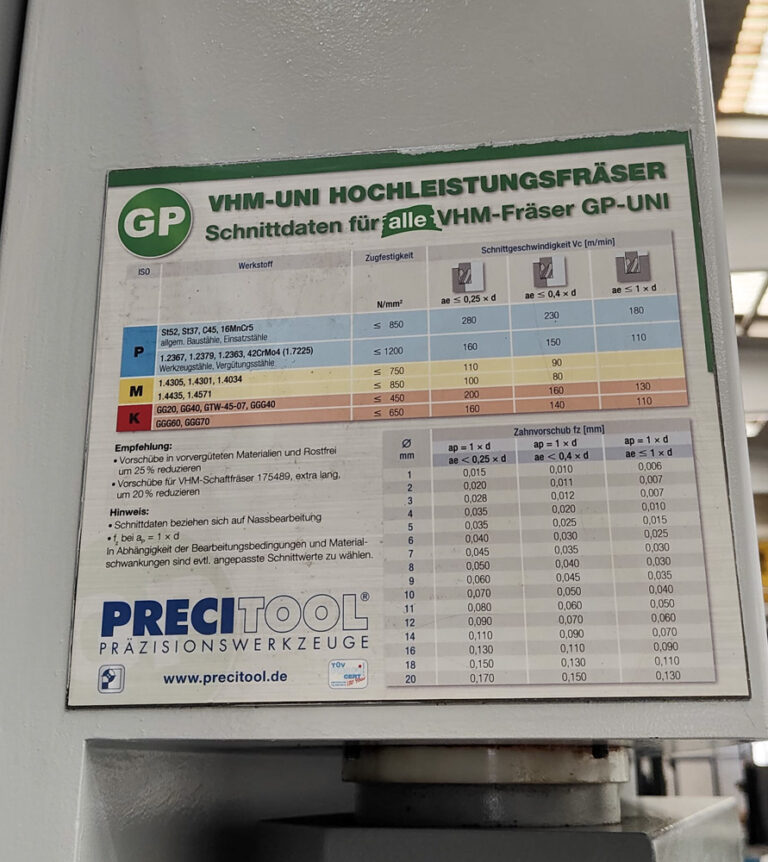 GP
VHM-UNI HOCHLEISTUNGSFRÄSER
Schnittdaten für alle VHM-Fräser GP-UNI
ISO Werkstoff Zugfestigkeit Schnittgeschwindigkeit Vc [m/min]
N/mm² ae ≤ 0,25 × d ae ≤ 0,4 × d ae ≤ 1 × d
P St52, St37, C45, 16MnCr5 ≤ 850 280 230 180
allgem. Baustähle, Einsatzstähle
1.2367, 1.2379, 1.2363, 42CrMo4 (1.7225) ≤ 1200 160 150 110
Werkzeugstähle, Vergütungsstähle
M 1.4305, 1.4301, 1.4034 ≤ 750 110 90
1.4435, 1.4571 ≤ 850 100 80
K GG20, GG40, GTW-45-07, GGG40 ≤ 450 200 160 130
GGG60, GGG70 ≤ 650 160 140 110
Empfehlung:
• Vorschübe in vorvergüteten Materialien und Rostfrei
um 25% reduzieren
• Vorschübe für VHM-Schaftfräser 175489, extra lang,
um 20% reduzieren
Hinweis:
• Schnittdaten beziehen sich auf Nassbearbeitung
• fz bei ap = 1 × d
In Abhängigkeit der Bearbeitungsbedingungen und Material-
schwankungen sind evtl. angepasste Schnittwerte zu wählen.
Ø mm Zahnvorschub fz [mm]
ap = 1 × d ap = 1 × d ap = 1 × d
ae < 0,25 × d ae < 0,4 × d ae ≤ 1 × d
1 0,015 0,010 0,006
2 0,020 0,011 0,007
3 0,028 0,012 0,007
4 0,035 0,020 0,010
5 0,035 0,025 0,015
6 0,040 0,030 0,025
7 0,045 0,035 0,030
8 0,050 0,040 0,030
9 0,060 0,045 0,035
10 0,070 0,050 0,040
11 0,080 0,060 0,050
12 0,090 0,070 0,060
14 0,110 0,090 0,070
16 0,130 0,110 0,090
18 0,150 0,130 0,110
20 0,170 0,150 0,130
PRECITOOL®
PRÄZISIONSWERKZEUGE
www.precitool.de
TÜV
CERT